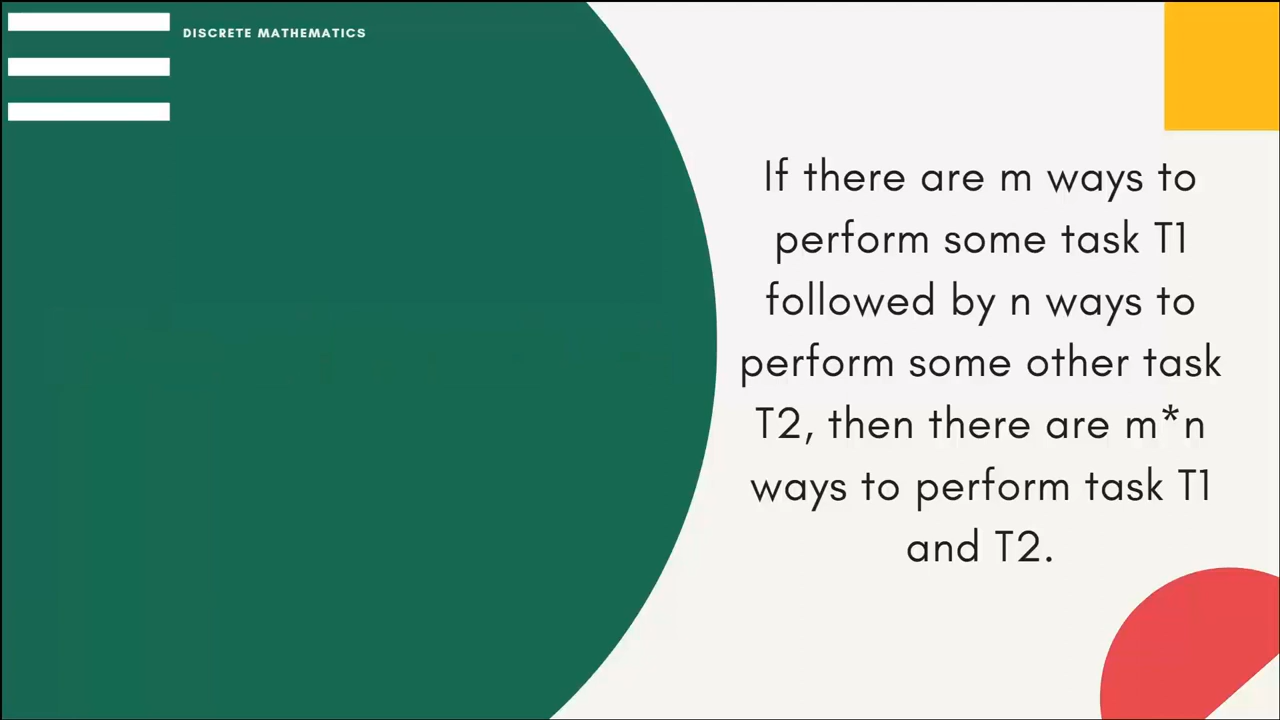 DISCRETE MATHEMATICS
If there are m ways to
perform some task T1
followed by n ways to
perform some other task
T2, then there are m*n
ways to perform task T1
and T2.